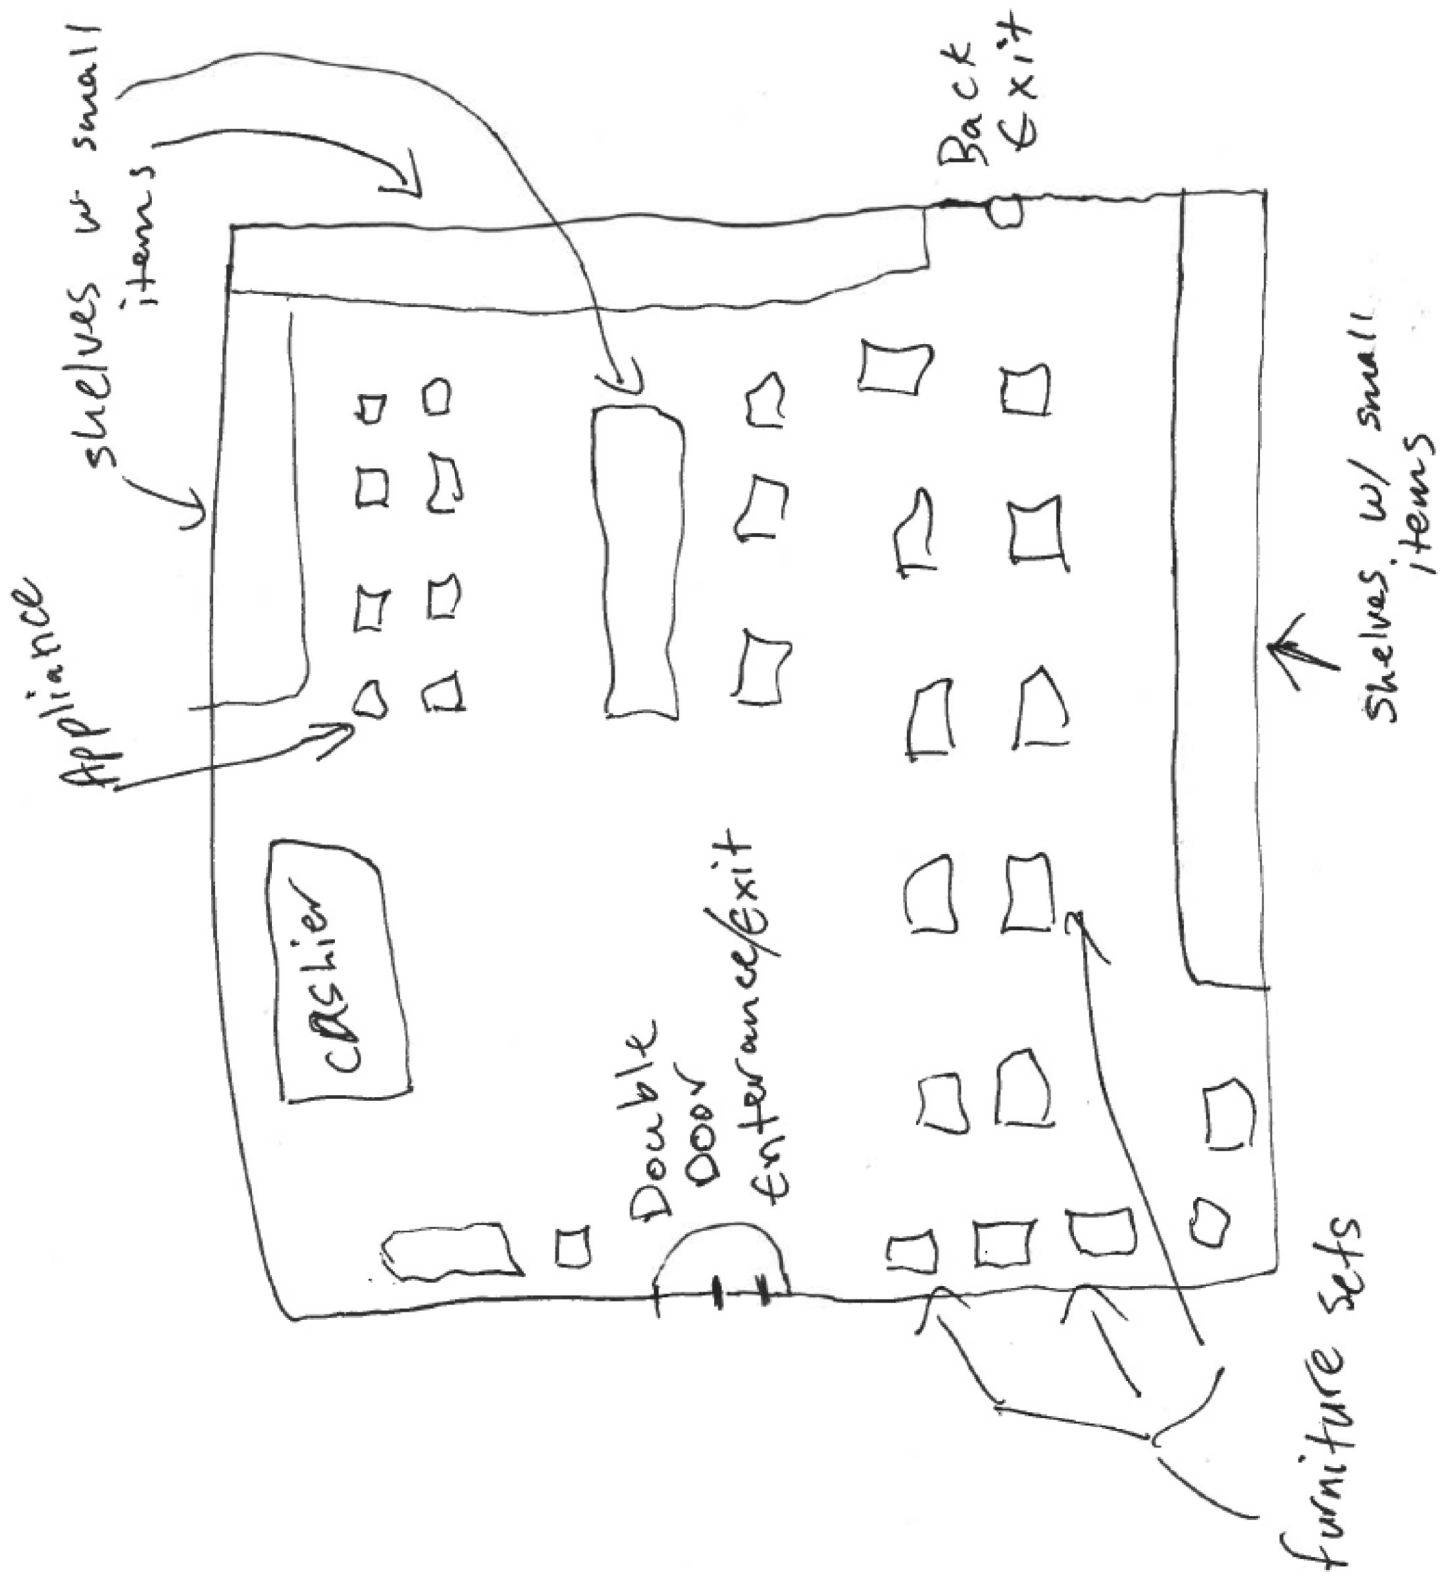 shelves w small
items
Back
Exit
Appliance
shelves w/ small
items
cashier
Double
Door
Enterance/Exit
furniture sets